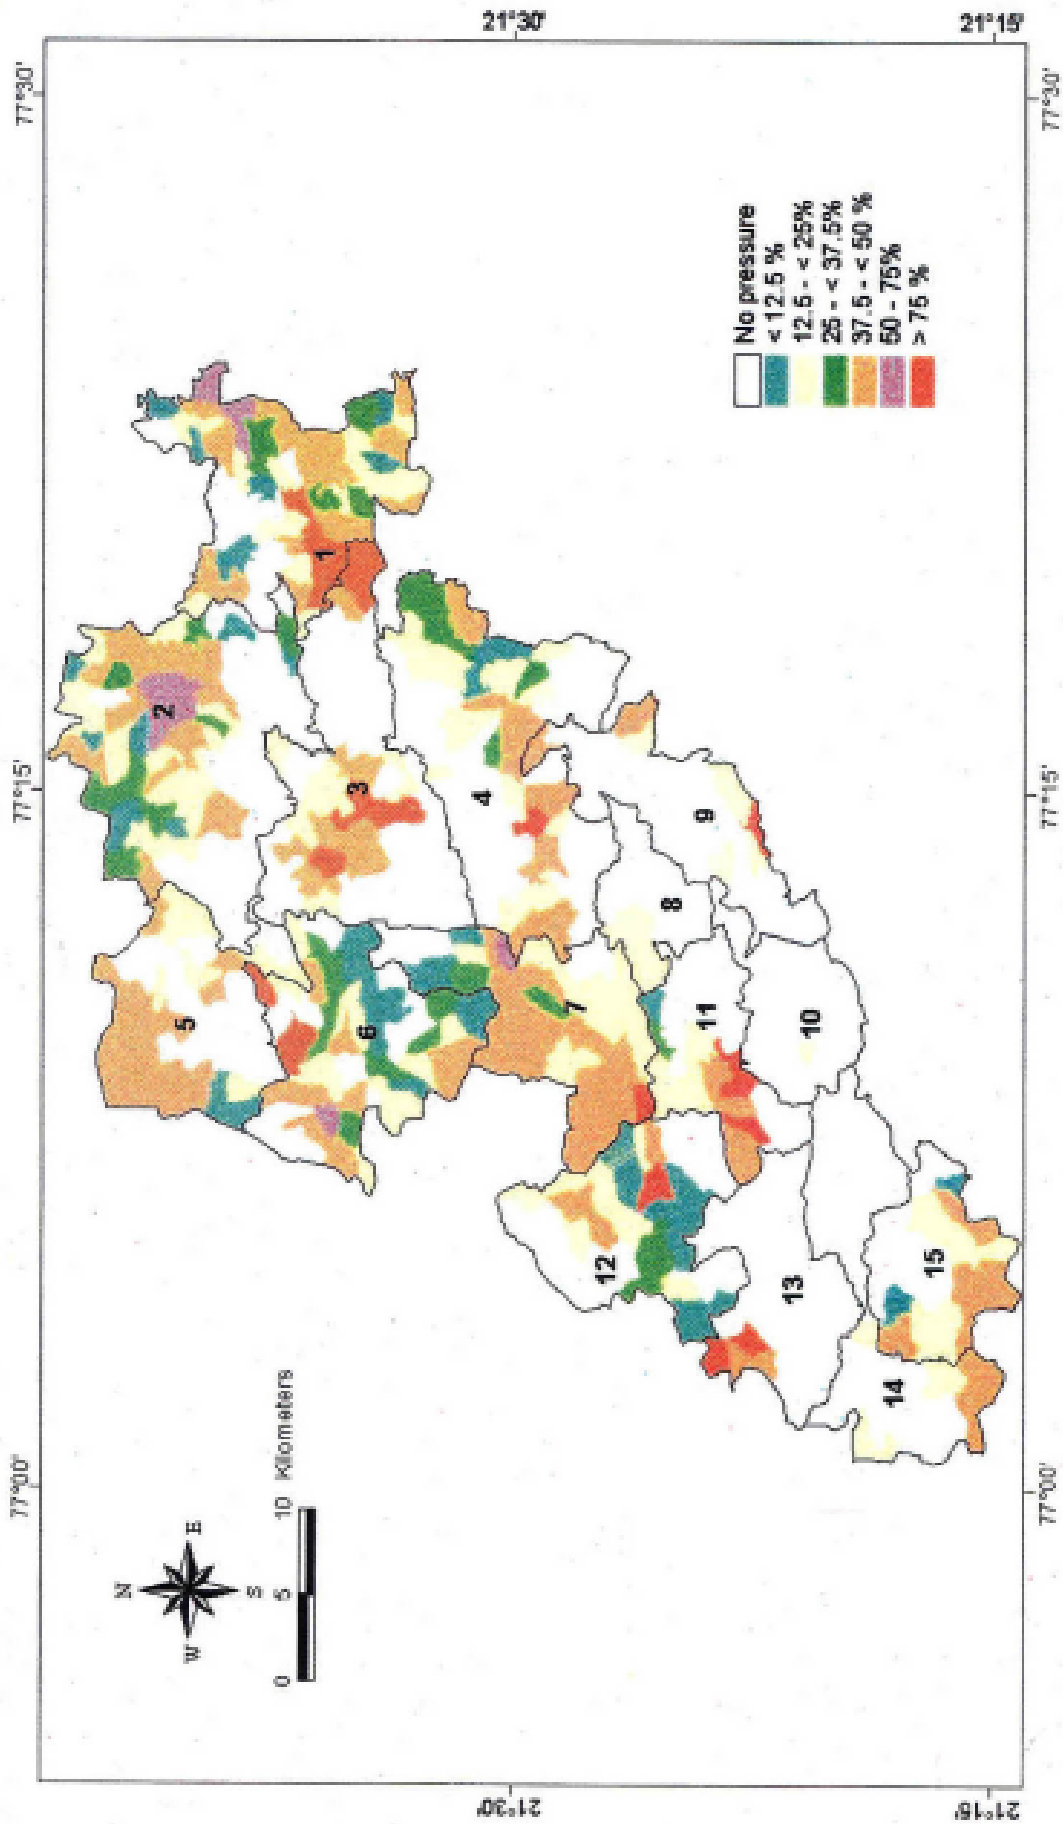 77°00'
77°15'
77°30'
21°30'
21°30'
21°15'
21°15'
N
W
E
S
0 5 10 Kilometers
1
2
3
4
5
6
7
8
9
10
11
12
13
14
15
No pressure
< 12.5 %
12.5 - < 25%
25 - < 37.5%
37.5 - < 50 %
50 - 75%
> 75 %
77°00'
77°15'
77°30'